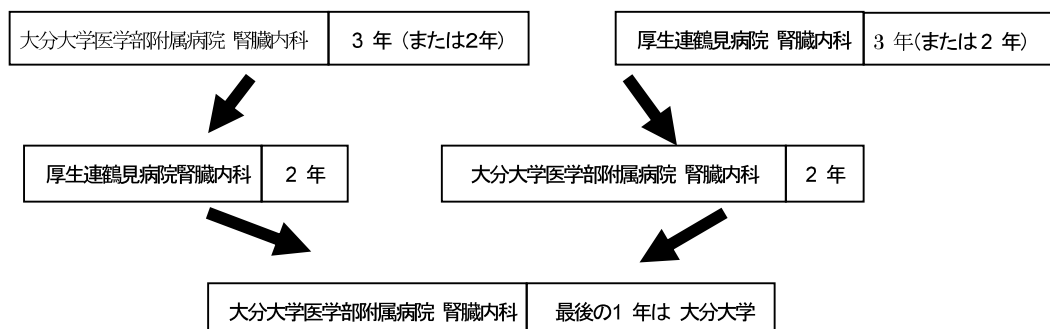 大分大学医学部附属病院 腎臓内科 3 年 (または2年)
厚生連鶴見病院 腎臓内科 3 年(または 2 年)
厚生連鶴見病院腎臓内科 2 年
大分大学医学部附属病院 腎臓内科 2 年
大分大学医学部附属病院 腎臓内科 最後の1 年は 大分大学